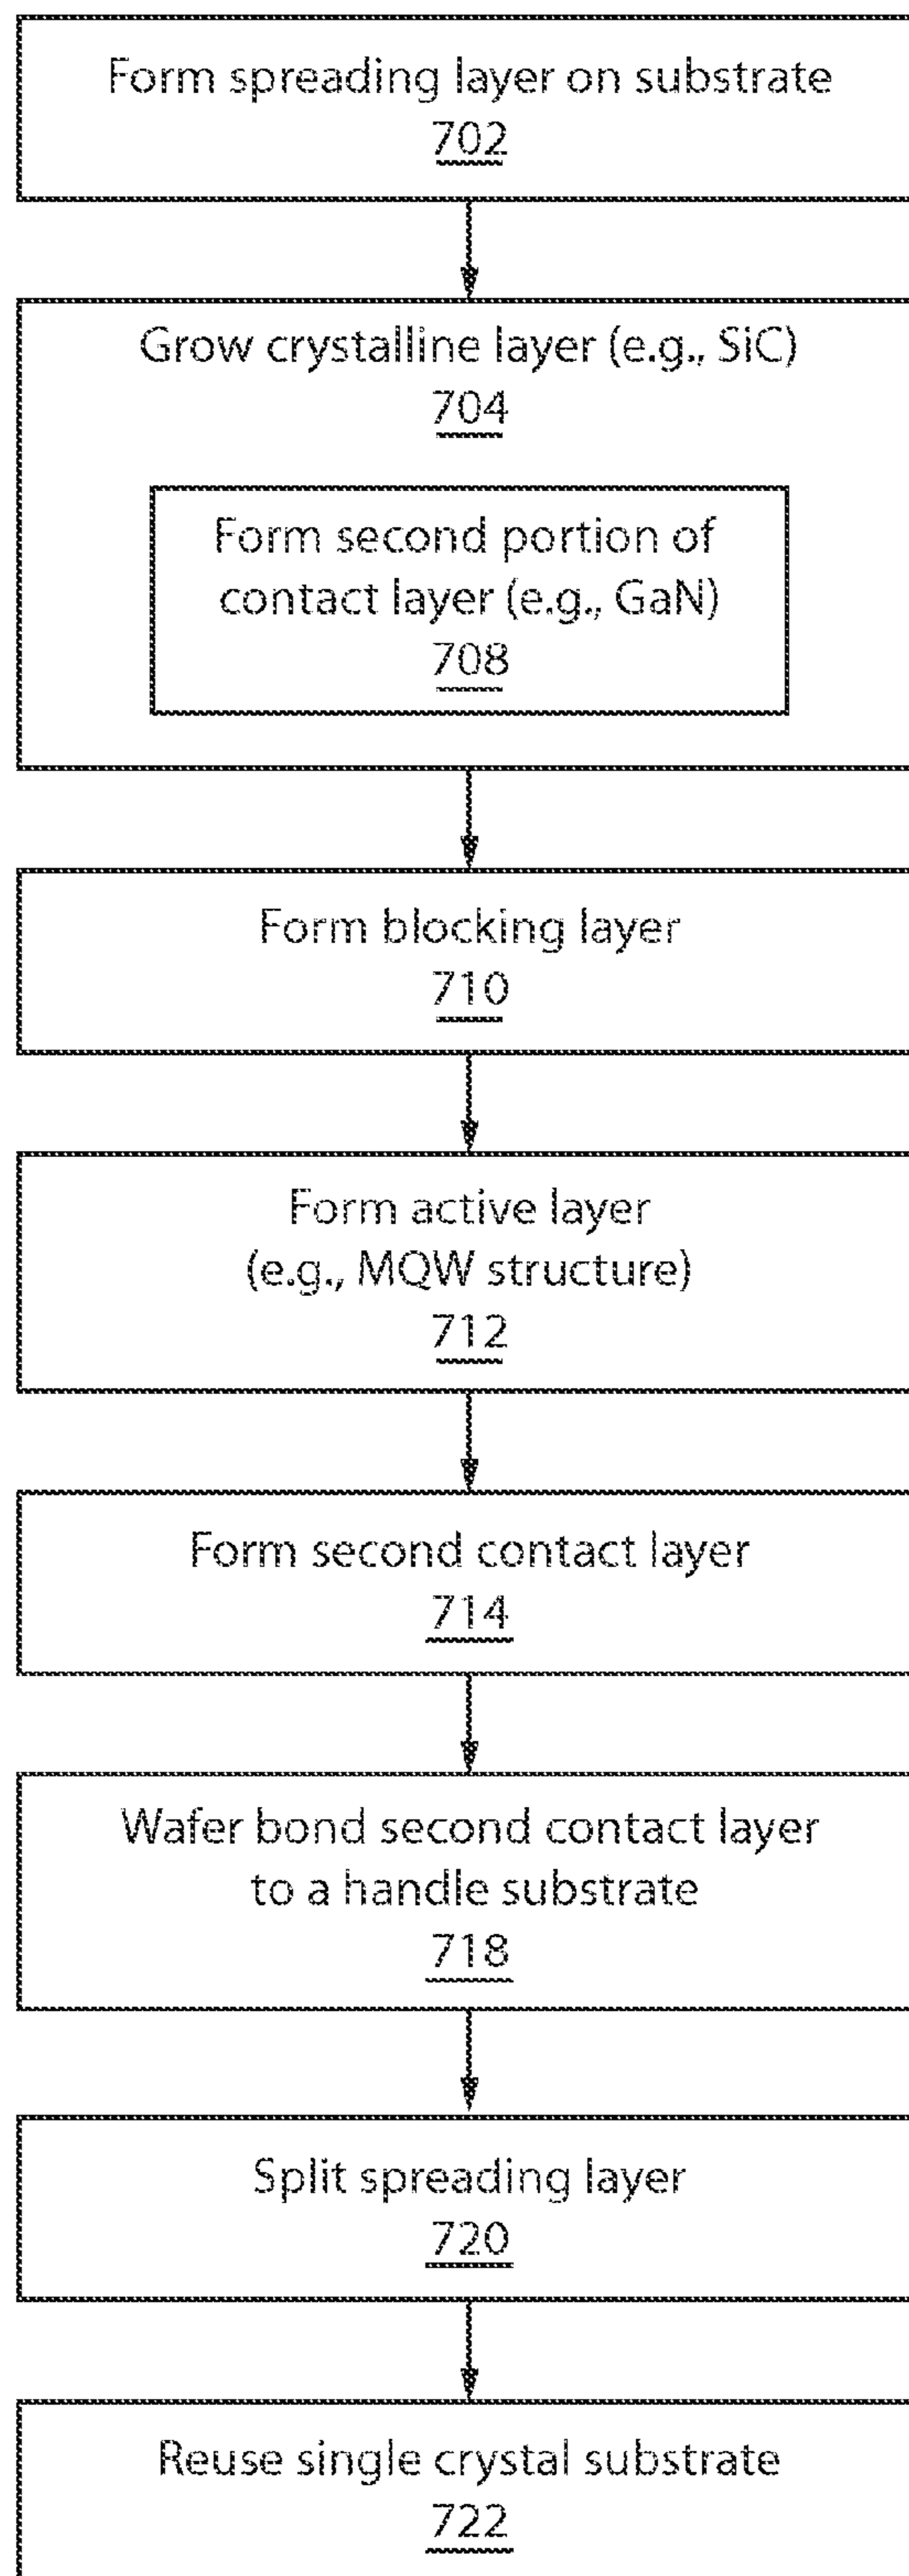 Form spreading layer on substrate
702
Grow crystalline layer (e.g., SiC)
704
Form second portion of
contact layer (e.g., GaN)
708
Form blocking layer
710
Form active layer
(e.g., MQW structure)
712
Form second contact layer
714
Wafer bond second contact layer
to a handle substrate
718
Split spreading layer
720
Reuse single crystal substrate
722